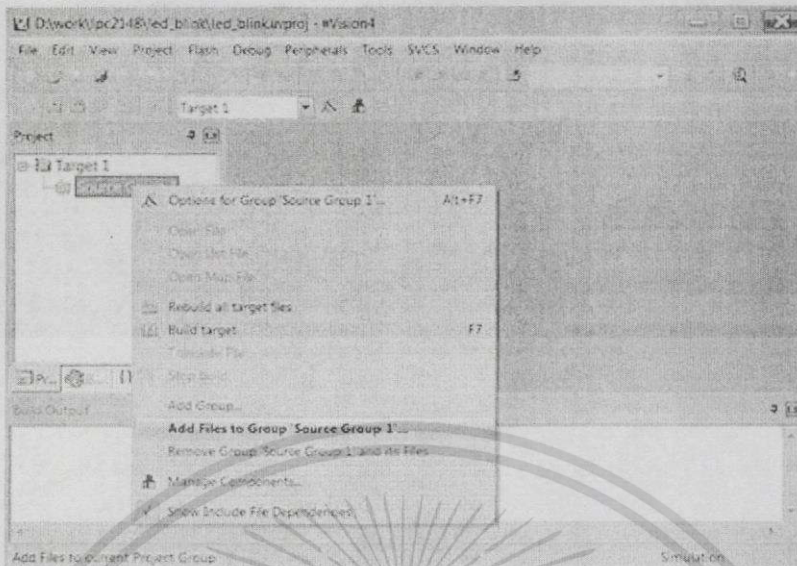 D:\work\lpc2148\led_blink\led_blink.uvproj - µVision4
File Edit View Project Flash Debug Peripherals Tools SVCS Window Help
Target 1
Project
Target 1
Source
Options for Group 'Source Group 1'... Alt+F7
Open File
Open List File
Open Map File
Rebuild all target files
Build target F7
Translate File
Stop build
Add Group...
Add Files to Group 'Source Group 1'...
Remove Group 'Source Group 1' and its Files
Manage Components...
Show Include File Dependencies
Pr...
Build Output
Add Files to current Project Group
Simulation